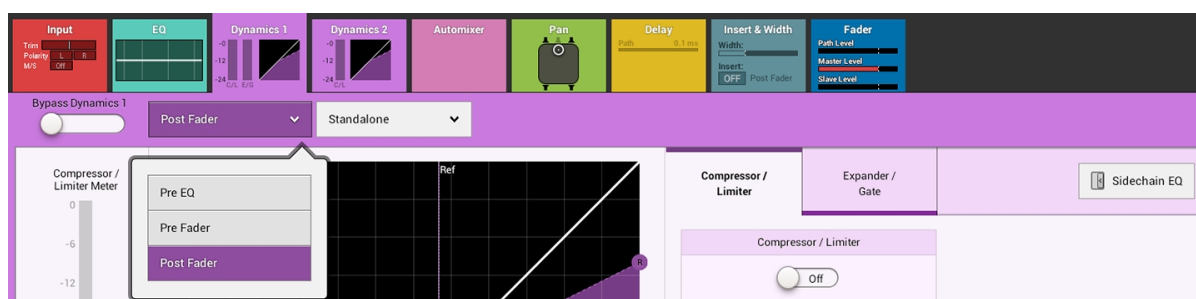 Input
Trim
Polarity L R
M/S Off
EQ
Dynamics 1
-0
-12
-24
C/L E/G
Dynamics 2
-0
-12
-24
C/L
Automixer
Pan
Delay
Path 0.1 ms
Insert & Width
Width:
Insert:
OFF Post Fader
Fader
Path Level
Master Level
Slave Level
Bypass Dynamics 1
Post Fader
Standalone
Compressor /
Limiter Meter
0
-6
-12
Pre EQ
Pre Fader
Post Fader
Ref
R
Compressor /
Limiter
Expander /
Gate
Sidechain EQ
Compressor / Limiter
Off